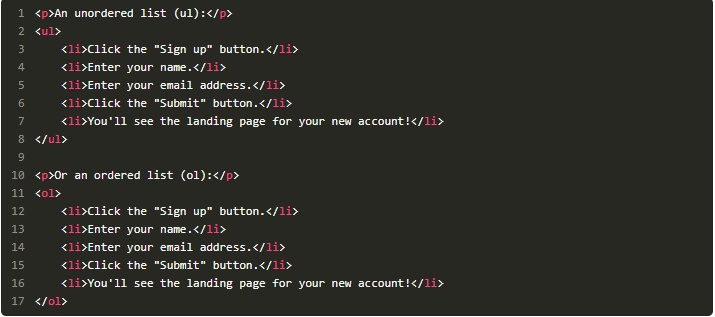 1 <p>An unordered list (ul):</p>
2 <ul>
3     <li>Click the "Sign up" button.</li>
4     <li>Enter your name.</li>
5     <li>Enter your email address.</li>
6     <li>Click the "Submit" button.</li>
7     <li>You'll see the landing page for your new account!</li>
8 </ul>
9
10 <p>Or an ordered list (ol):</p>
11 <ol>
12     <li>Click the "Sign up" button.</li>
13     <li>Enter your name.</li>
14     <li>Enter your email address.</li>
15     <li>Click the "Submit" button.</li>
16     <li>You'll see the landing page for your new account!</li>
17 </ol>